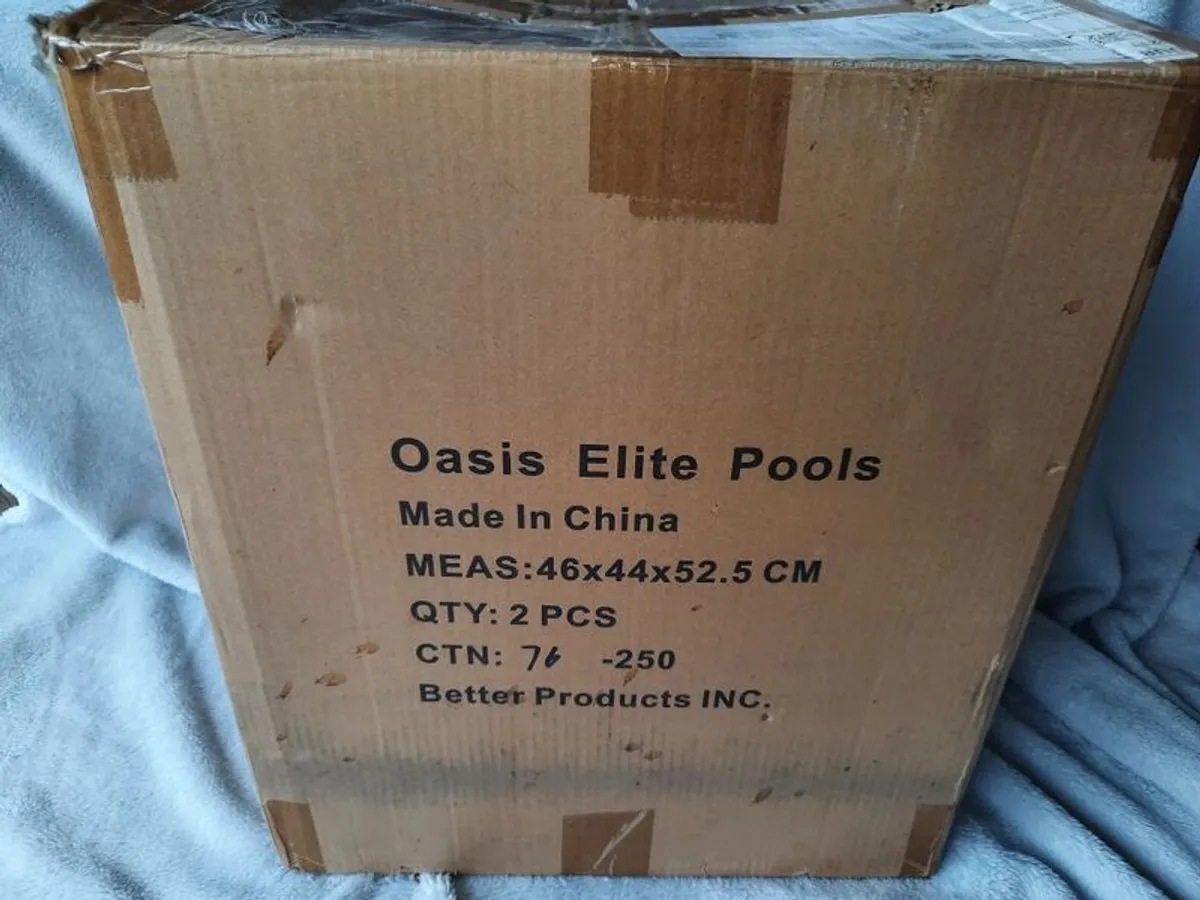 Oasis Elite Pools
Made In China
MEAS:46x44x52.5 CM
QTY: 2 PCS
CTN: 76 -250
Better Products INC.